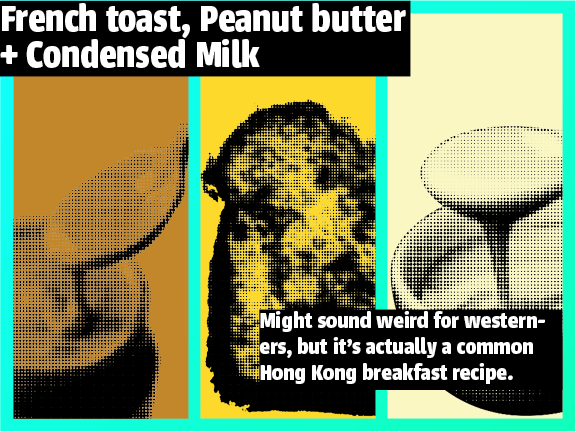 French toast, Peanut butter
+ Condensed Milk
Might sound weird for western-
ers, but it's actually a common
Hong Kong breakfast recipe.